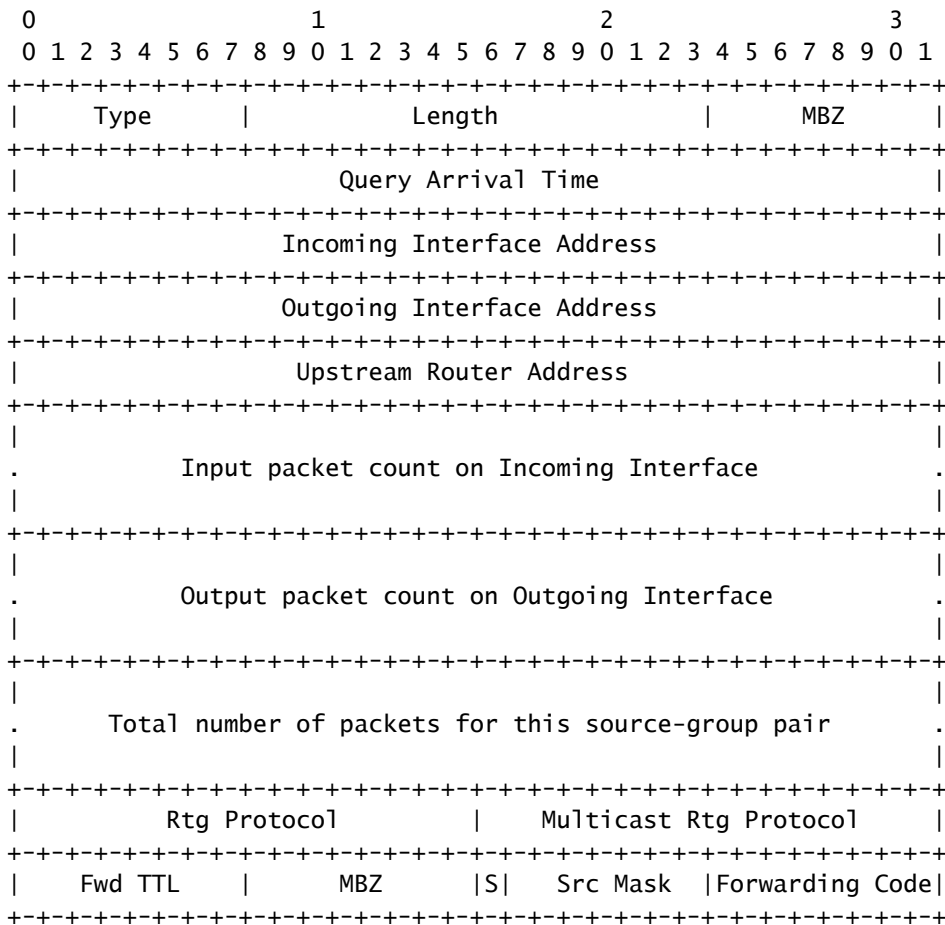 0                   1                   2                   3
 0 1 2 3 4 5 6 7 8 9 0 1 2 3 4 5 6 7 8 9 0 1 2 3 4 5 6 7 8 9 0 1
+-+-+-+-+-+-+-+-+-+-+-+-+-+-+-+-+-+-+-+-+-+-+-+-+-+-+-+-+-+-+-+-+
|     Type      |           Length              |      MBZ      |
+-+-+-+-+-+-+-+-+-+-+-+-+-+-+-+-+-+-+-+-+-+-+-+-+-+-+-+-+-+-+-+-+
|                      Query Arrival Time                       |
+-+-+-+-+-+-+-+-+-+-+-+-+-+-+-+-+-+-+-+-+-+-+-+-+-+-+-+-+-+-+-+-+
|                  Incoming Interface Address                   |
+-+-+-+-+-+-+-+-+-+-+-+-+-+-+-+-+-+-+-+-+-+-+-+-+-+-+-+-+-+-+-+-+
|                  Outgoing Interface Address                   |
+-+-+-+-+-+-+-+-+-+-+-+-+-+-+-+-+-+-+-+-+-+-+-+-+-+-+-+-+-+-+-+-+
|                   Upstream Router Address                     |
+-+-+-+-+-+-+-+-+-+-+-+-+-+-+-+-+-+-+-+-+-+-+-+-+-+-+-+-+-+-+-+-+
|                                                               |
.           Input packet count on Incoming Interface            .
|                                                               |
+-+-+-+-+-+-+-+-+-+-+-+-+-+-+-+-+-+-+-+-+-+-+-+-+-+-+-+-+-+-+-+-+
|                                                               |
.           Output packet count on Outgoing Interface           .
|                                                               |
+-+-+-+-+-+-+-+-+-+-+-+-+-+-+-+-+-+-+-+-+-+-+-+-+-+-+-+-+-+-+-+-+
|                                                               |
.      Total number of packets for this source-group pair       .
|                                                               |
+-+-+-+-+-+-+-+-+-+-+-+-+-+-+-+-+-+-+-+-+-+-+-+-+-+-+-+-+-+-+-+-+
|          Rtg Protocol         |    Multicast Rtg Protocol     |
+-+-+-+-+-+-+-+-+-+-+-+-+-+-+-+-+-+-+-+-+-+-+-+-+-+-+-+-+-+-+-+-+
|    Fwd TTL    |      MBZ      |S|   Src Mask  |Forwarding Code|
+-+-+-+-+-+-+-+-+-+-+-+-+-+-+-+-+-+-+-+-+-+-+-+-+-+-+-+-+-+-+-+-+